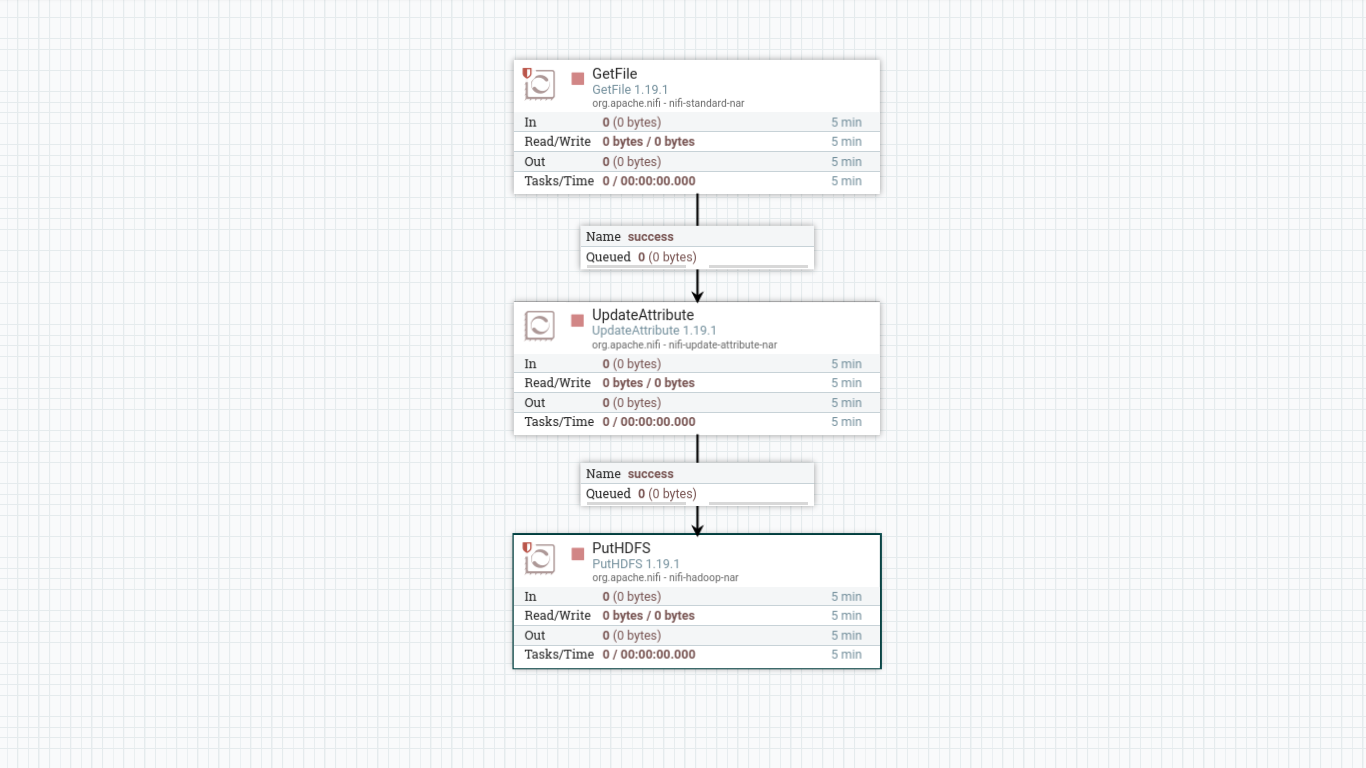 GetFile
GetFile 1.19.1
org.apache.nifi - nifi-standard-nar
In 0 (0 bytes) 5 min
Read/Write 0 bytes / 0 bytes 5 min
Out 0 (0 bytes) 5 min
Tasks/Time 0 / 00:00:00.000 5 min
Name success
Queued 0 (0 bytes)
UpdateAttribute
UpdateAttribute 1.19.1
org.apache.nifi - nifi-update-attribute-nar
In 0 (0 bytes) 5 min
Read/Write 0 bytes / 0 bytes 5 min
Out 0 (0 bytes) 5 min
Tasks/Time 0 / 00:00:00.000 5 min
Name success
Queued 0 (0 bytes)
PutHDFS
PutHDFS 1.19.1
org.apache.nifi - nifi-hadoop-nar
In 0 (0 bytes) 5 min
Read/Write 0 bytes / 0 bytes 5 min
Out 0 (0 bytes) 5 min
Tasks/Time 0 / 00:00:00.000 5 min